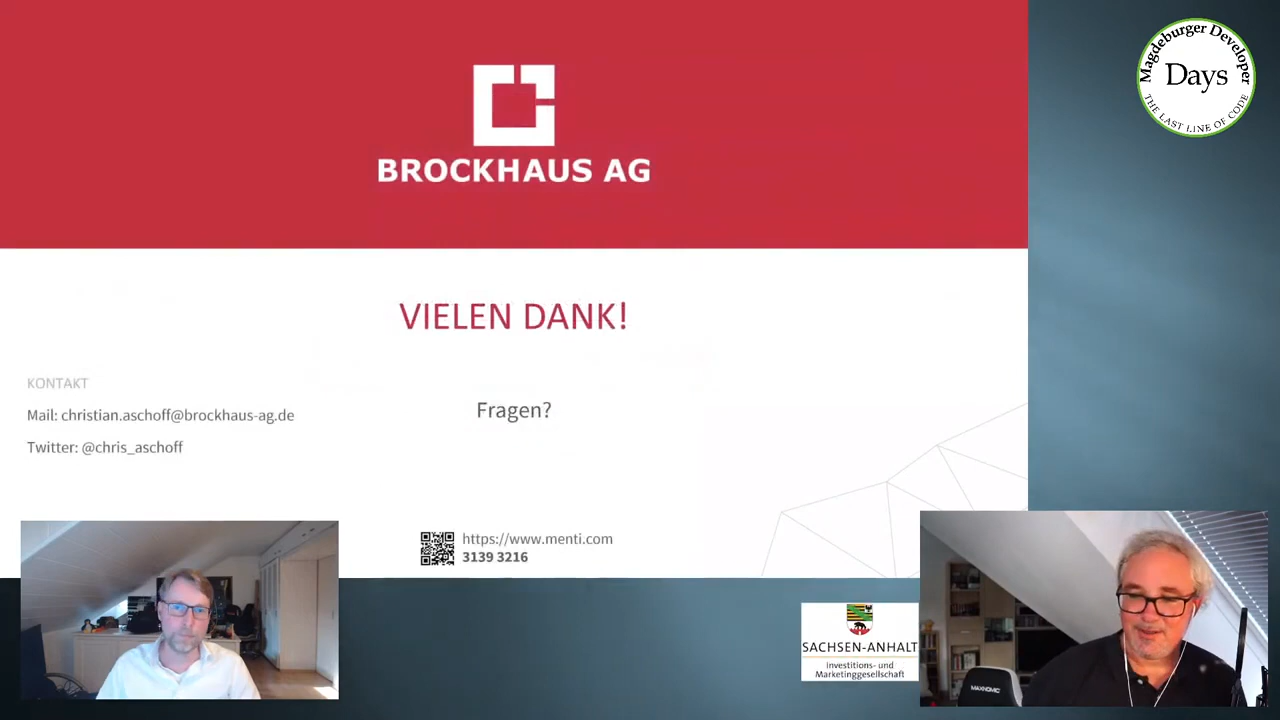 BROCKHAUS AG
VIELEN DANK!
KONTAKT
Mail: christian.aschoff@brockhaus-ag.de
Twitter: @chris_aschoff
Fragen?
https://www.menti.com
3139 3216
Magdeburger Developer
Days
THE LAST LINE OF CODE
SACHSEN-ANHALT
Investitions- und
Marketinggesellschaft
MAXNOMIC